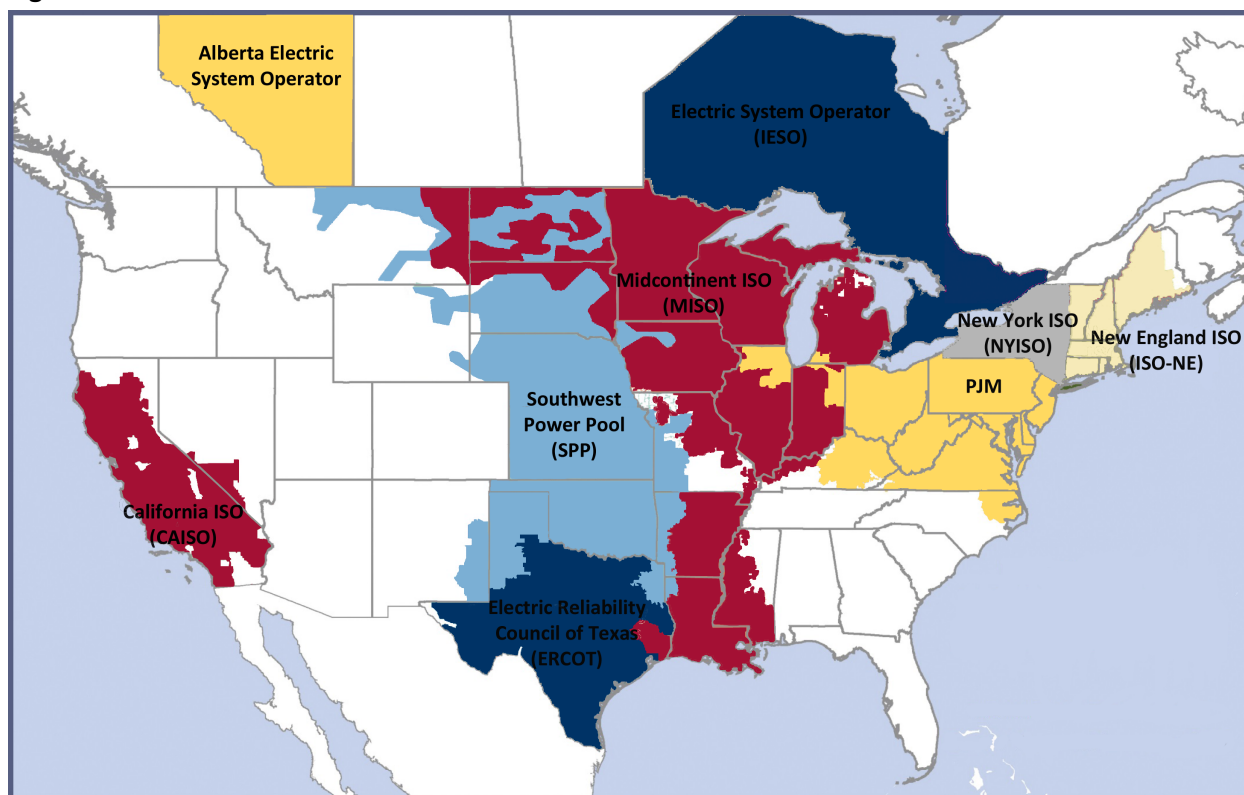 Alberta Electric
System Operator
Electric System Operator
(IESO)
Midcontinent ISO
(MISO)
New York ISO
(NYISO)
New England ISO
(ISO-NE)
PJM
Southwest
Power Pool
(SPP)
California ISO
(CAISO)
Electric Reliability
Council of Texas
(ERCOT)